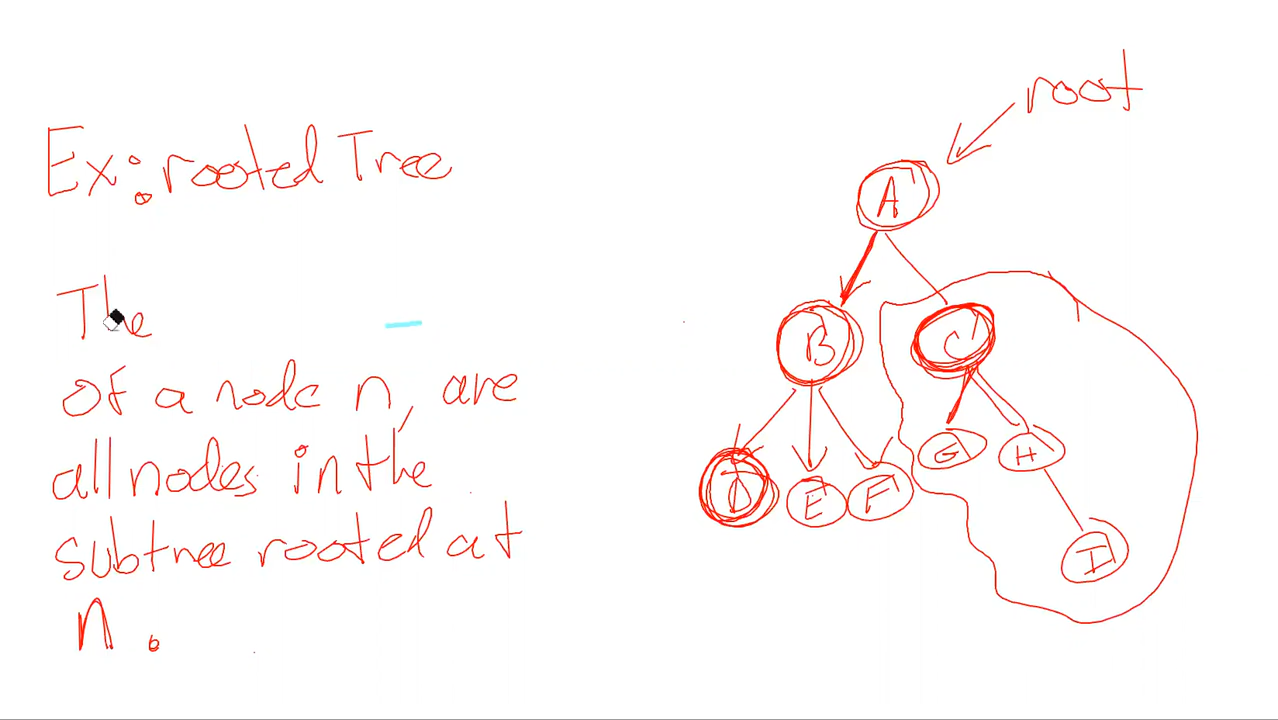 Ex: rooted Tree
The
of a node n, are
all nodes in the
subtree rooted at
n.
root
A
B
C
D
E
F
G
H
I